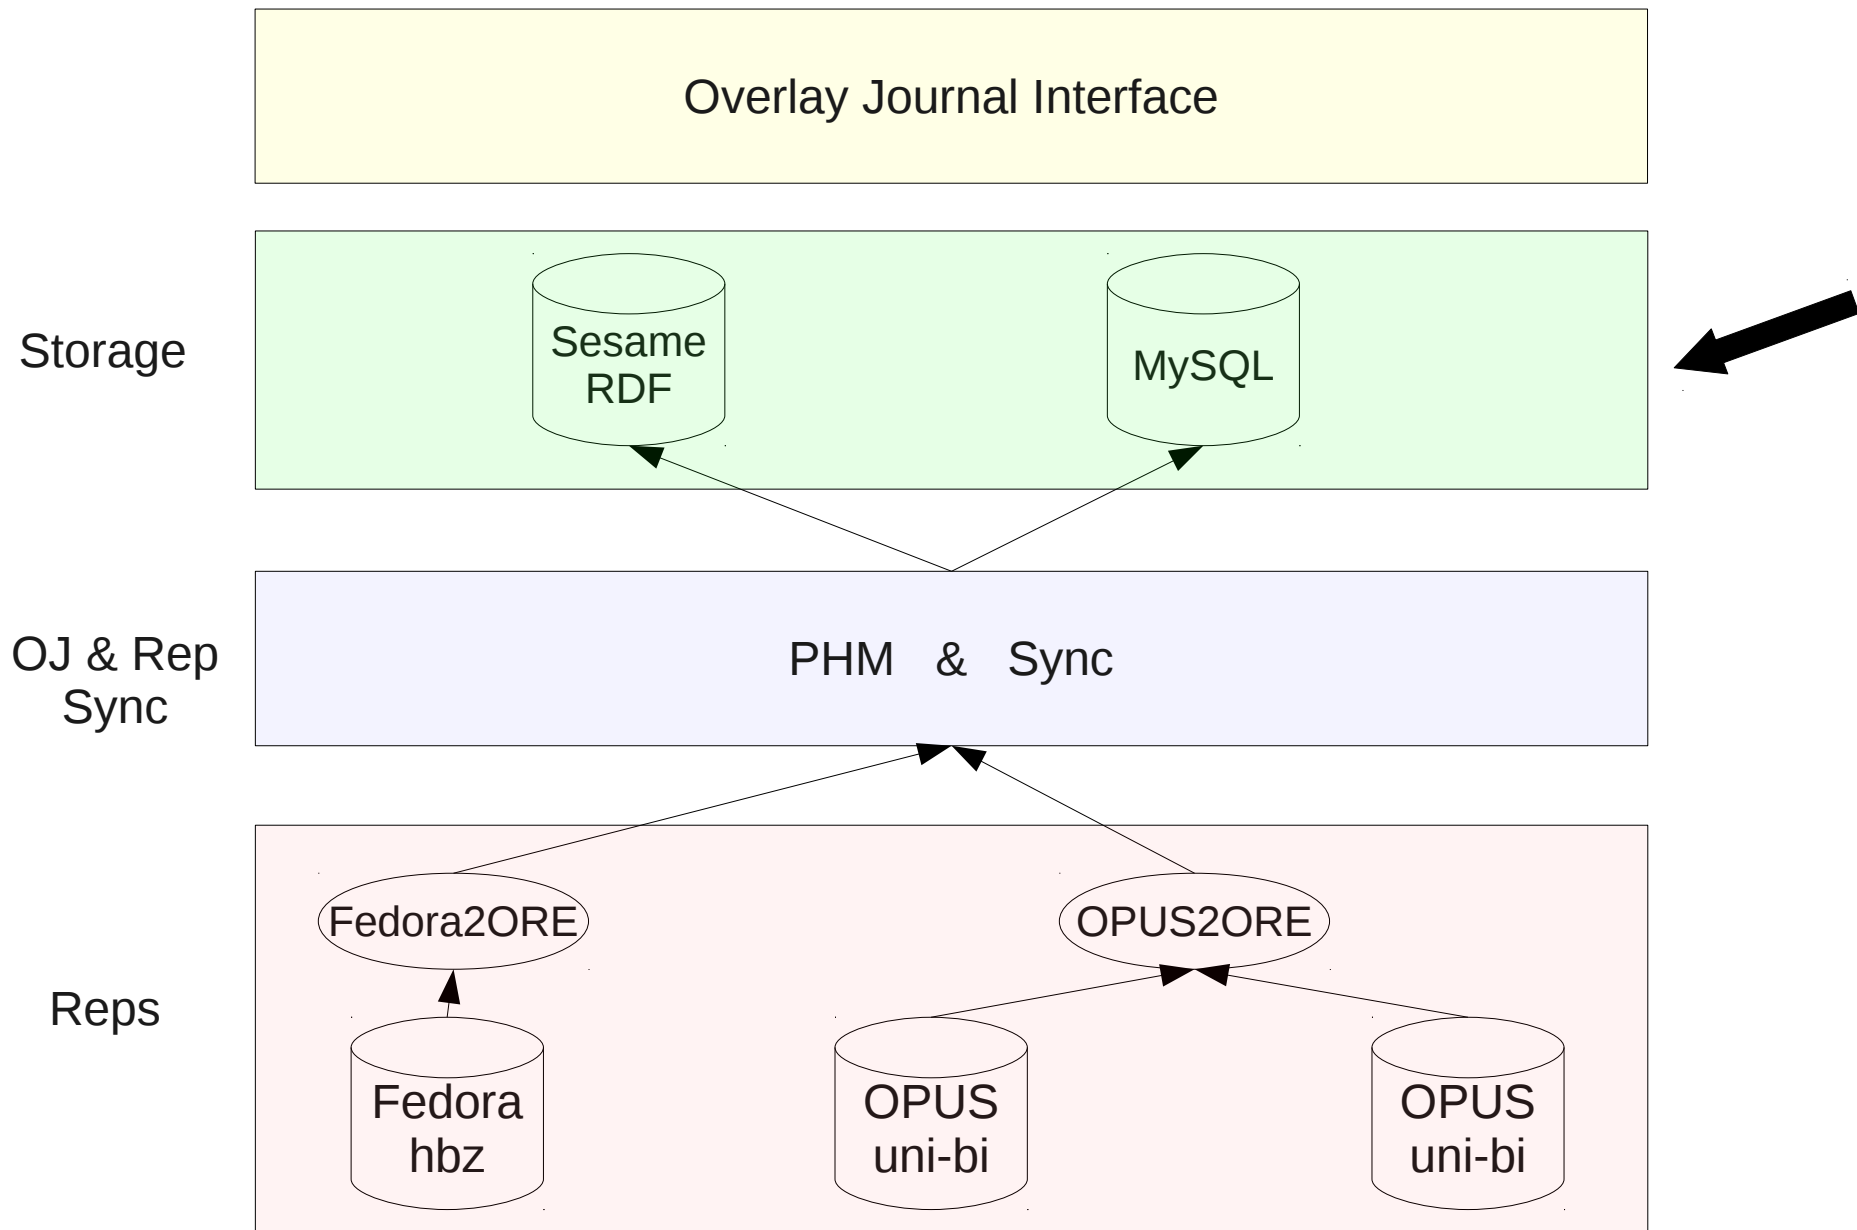 Overlay Journal Interface
Storage
Sesame
RDF
MySQL
OJ & Rep
Sync
PHM & Sync
Reps
Fedora2ORE
OPUS2ORE
Fedora
hbz
OPUS
uni-bi
OPUS
uni-bi